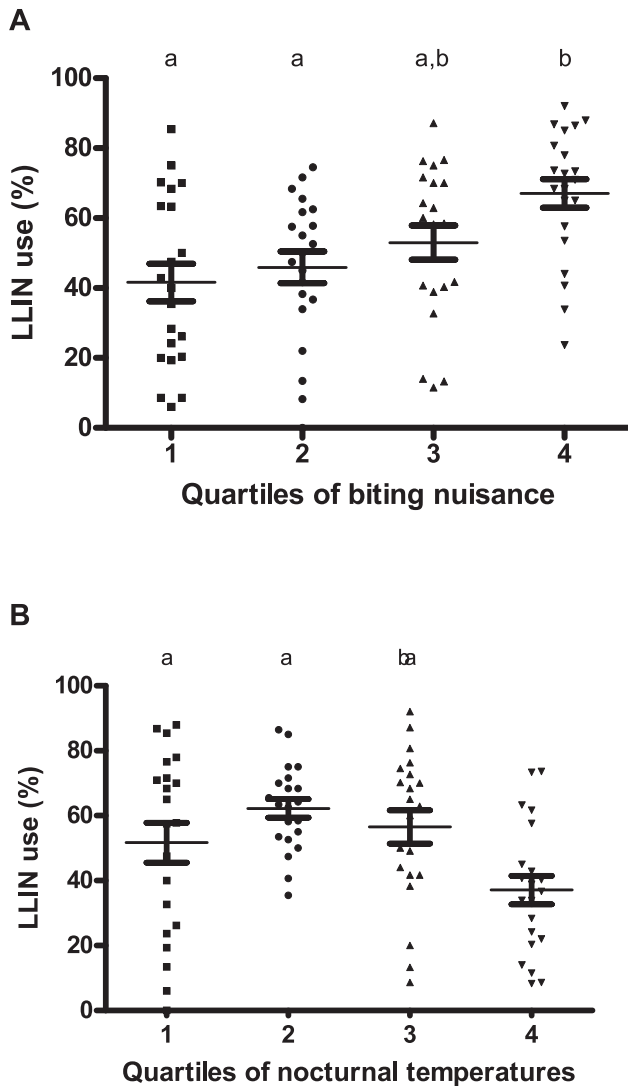 A
a a a,b b
100
80
60
40
20
0
LLIN use (%)
1 2 3 4
Quartiles of biting nuisance
B
a a ba
100
80
60
40
20
0
LLIN use (%)
1 2 3 4
Quartiles of nocturnal temperatures